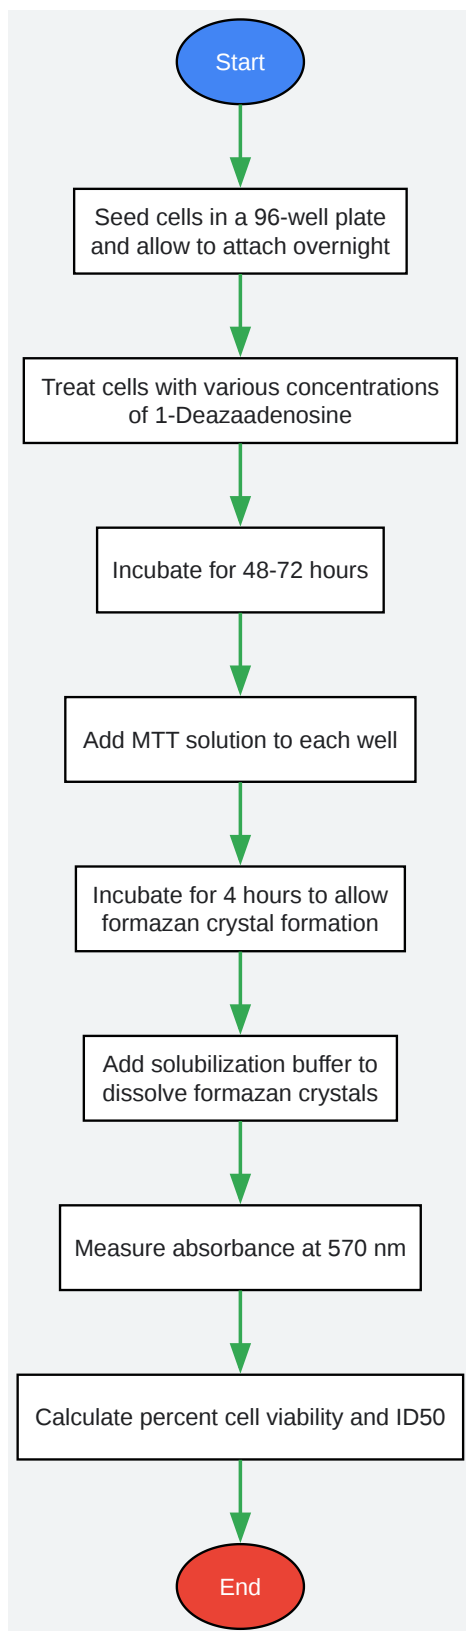 Start
Seed cells in a 96-well plate
and allow to attach overnight
Treat cells with various concentrations
of 1-Deazaadenosine
Incubate for 48-72 hours
Add MTT solution to each well
Incubate for 4 hours to allow
formazan crystal formation
Add solubilization buffer to
dissolve formazan crystals
Measure absorbance at 570 nm
Calculate percent cell viability and ID50
End